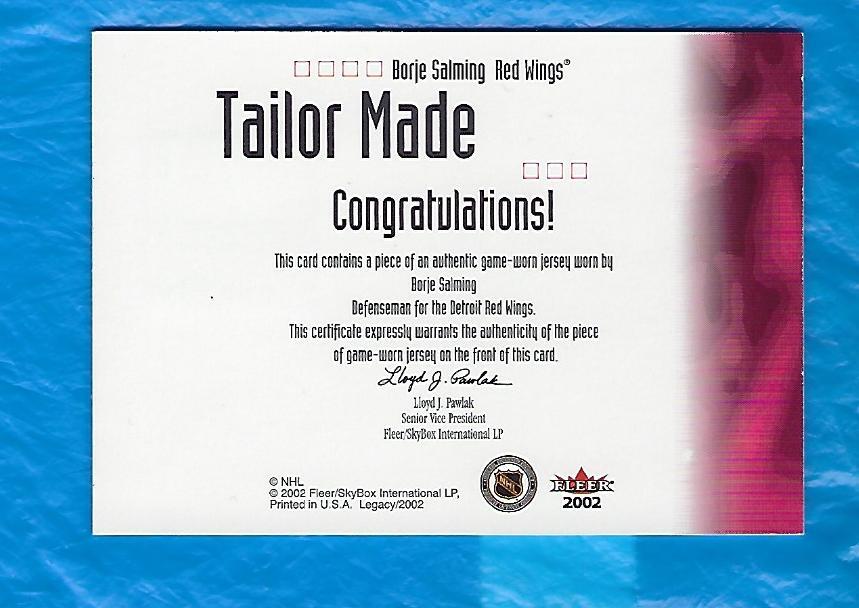 Borje Salming Red Wings®
Tailor Made
Congratulations!
This card contains a piece of an authentic game-worn jersey worn by
Borje Salming
Defenseman for the Detroit Red Wings.
This certificate expressly warrants the authenticity of the piece
of game-worn jersey on the front of this card.
Lloyd J. Pawlak
Lloyd J. Pawlak
Senior Vice President
Fleer/SkyBox International LP
© NHL
© 2002 Fleer/SkyBox International LP,
Printed in U.S.A. Legacy/2002
NHL
FLEER
2002